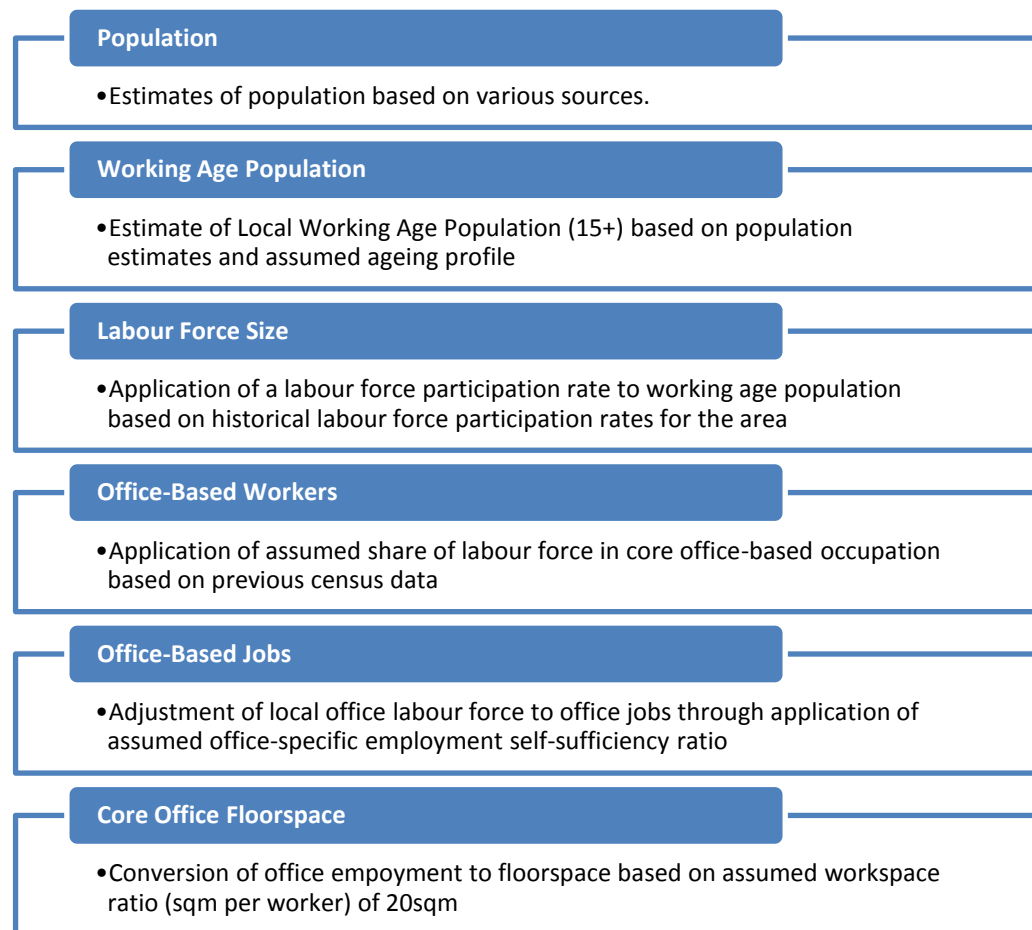 Population
•Estimates of population based on various sources.
Working Age Population
•Estimate of Local Working Age Population (15+) based on population
estimates and assumed ageing profile
Labour Force Size
•Application of a labour force participation rate to working age population
based on historical labour force participation rates for the area
Office-Based Workers
•Application of assumed share of labour force in core office-based occupation
based on previous census data
Office-Based Jobs
•Adjustment of local office labour force to office jobs through application of
assumed office-specific employment self-sufficiency ratio
Core Office Floorspace
•Conversion of office empoyment to floorspace based on assumed workspace
ratio (sqm per worker) of 20sqm